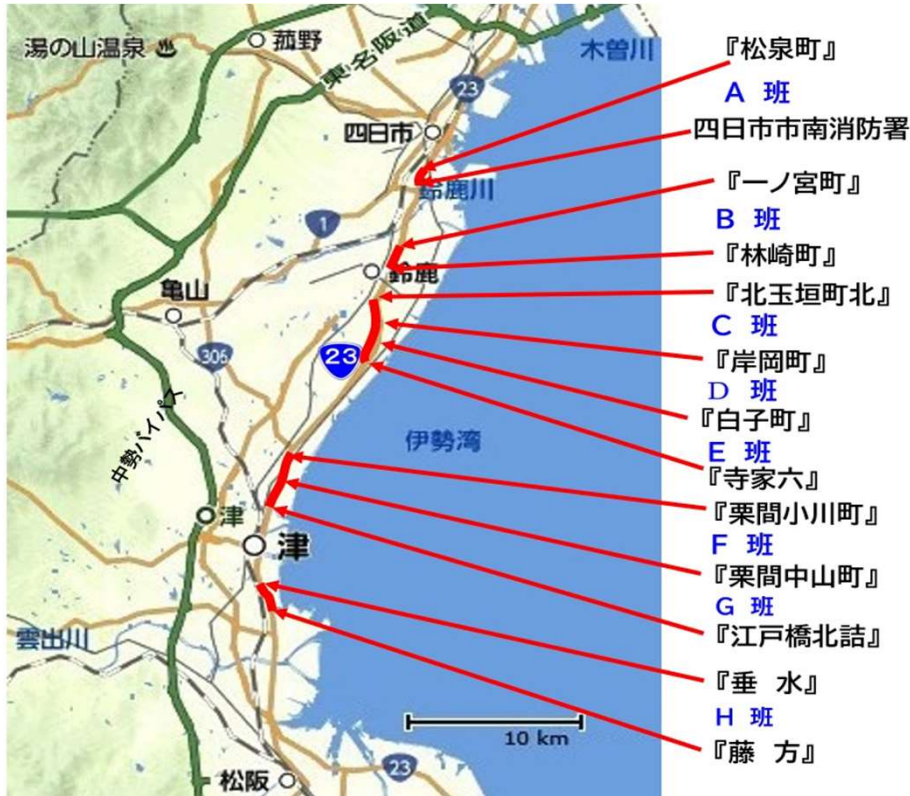 湯の山温泉
菰野
東名阪道
木曽川
23
四日市
鈴鹿川
1
鈴鹿
亀山
306
23
中勢バイパス
伊勢湾
津
津
雲出川
10 km
松阪
23
『松泉町』
A 班
四日市市南消防署
『一ノ宮町』
B 班
『林崎町』
『北玉垣町北』
C 班
『岸岡町』
D 班
『白子町』
E 班
『寺家六』
『栗間小川町』
F 班
『栗間中山町』
G 班
『江戸橋北詰』
『垂 水』
H 班
『藤 方』